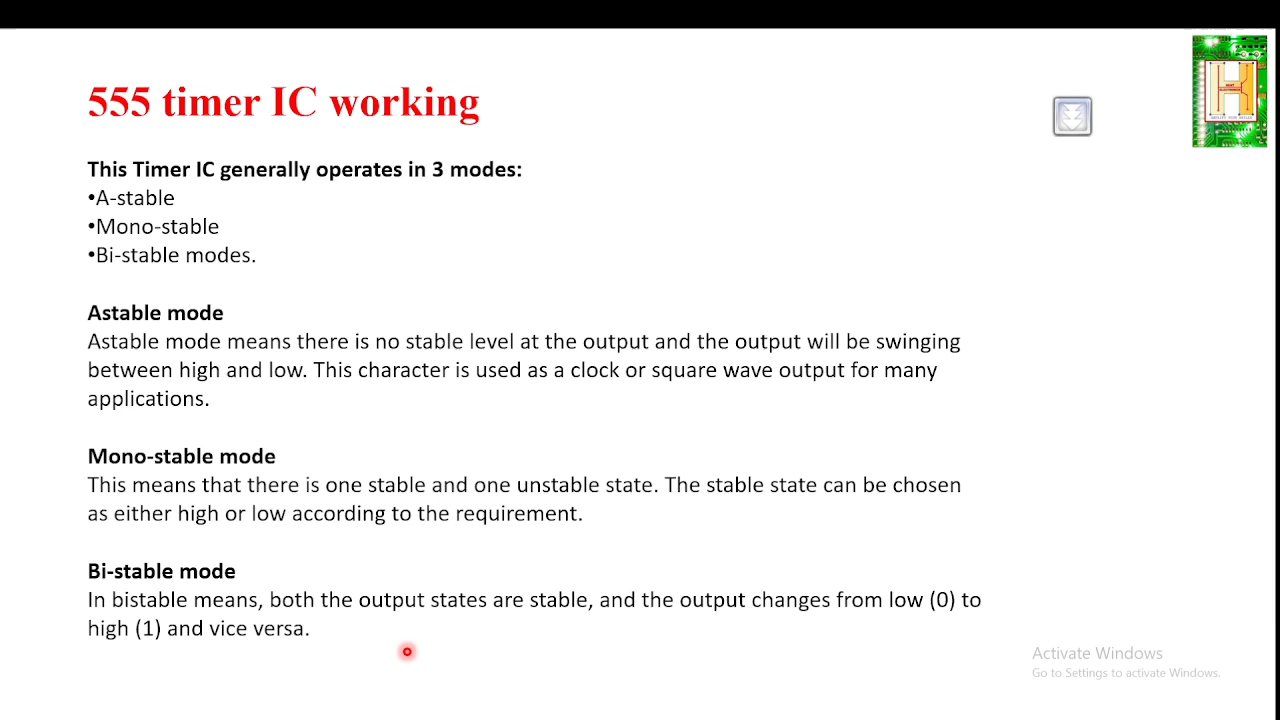 555 timer IC working
This Timer IC generally operates in 3 modes:
•A-stable
•Mono-stable
•Bi-stable modes.
Astable mode
Astable mode means there is no stable level at the output and the output will be swinging
between high and low. This character is used as a clock or square wave output for many
applications.
Mono-stable mode
This means that there is one stable and one unstable state. The stable state can be chosen
as either high or low according to the requirement.
Bi-stable mode
In bistable means, both the output states are stable, and the output changes from low (0) to
high (1) and vice versa.
Activate Windows
Go to Settings to activate Windows.